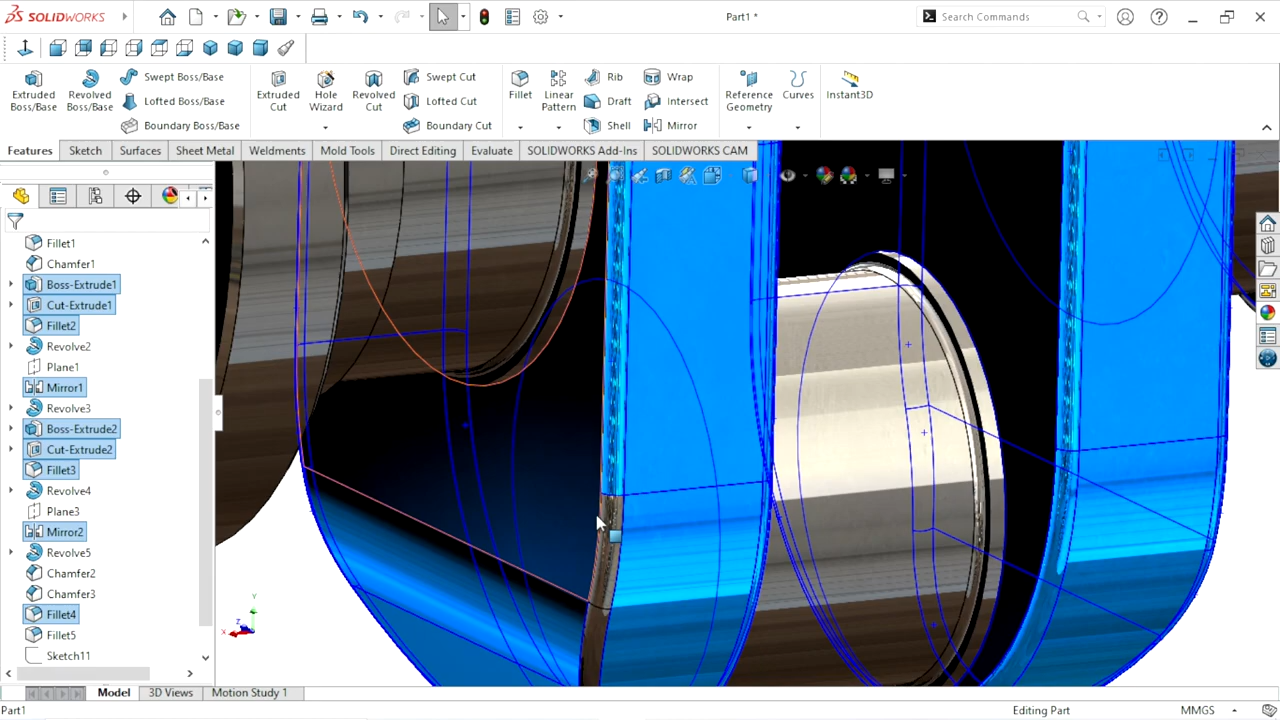 SOLIDWORKS
Part1 *
Search Commands
Extruded Boss/Base
Revolved Boss/Base
Swept Boss/Base
Lofted Boss/Base
Boundary Boss/Base
Extruded Cut
Hole Wizard
Revolved Cut
Swept Cut
Lofted Cut
Boundary Cut
Fillet
Linear Pattern
Rib
Draft
Shell
Wrap
Intersect
Mirror
Reference Geometry
Curves
Instant3D
Features
Sketch
Surfaces
Sheet Metal
Weldments
Mold Tools
Direct Editing
Evaluate
SOLIDWORKS Add-Ins
SOLIDWORKS CAM
Fillet1
Chamfer1
Boss-Extrude1
Cut-Extrude1
Fillet2
Revolve2
Plane1
Mirror1
Revolve3
Boss-Extrude2
Cut-Extrude2
Fillet3
Revolve4
Plane3
Mirror2
Revolve5
Chamfer2
Chamfer3
Fillet4
Fillet5
Sketch11
Y
X
Z
Model
3D Views
Motion Study 1
Part1
Editing Part
MMGS